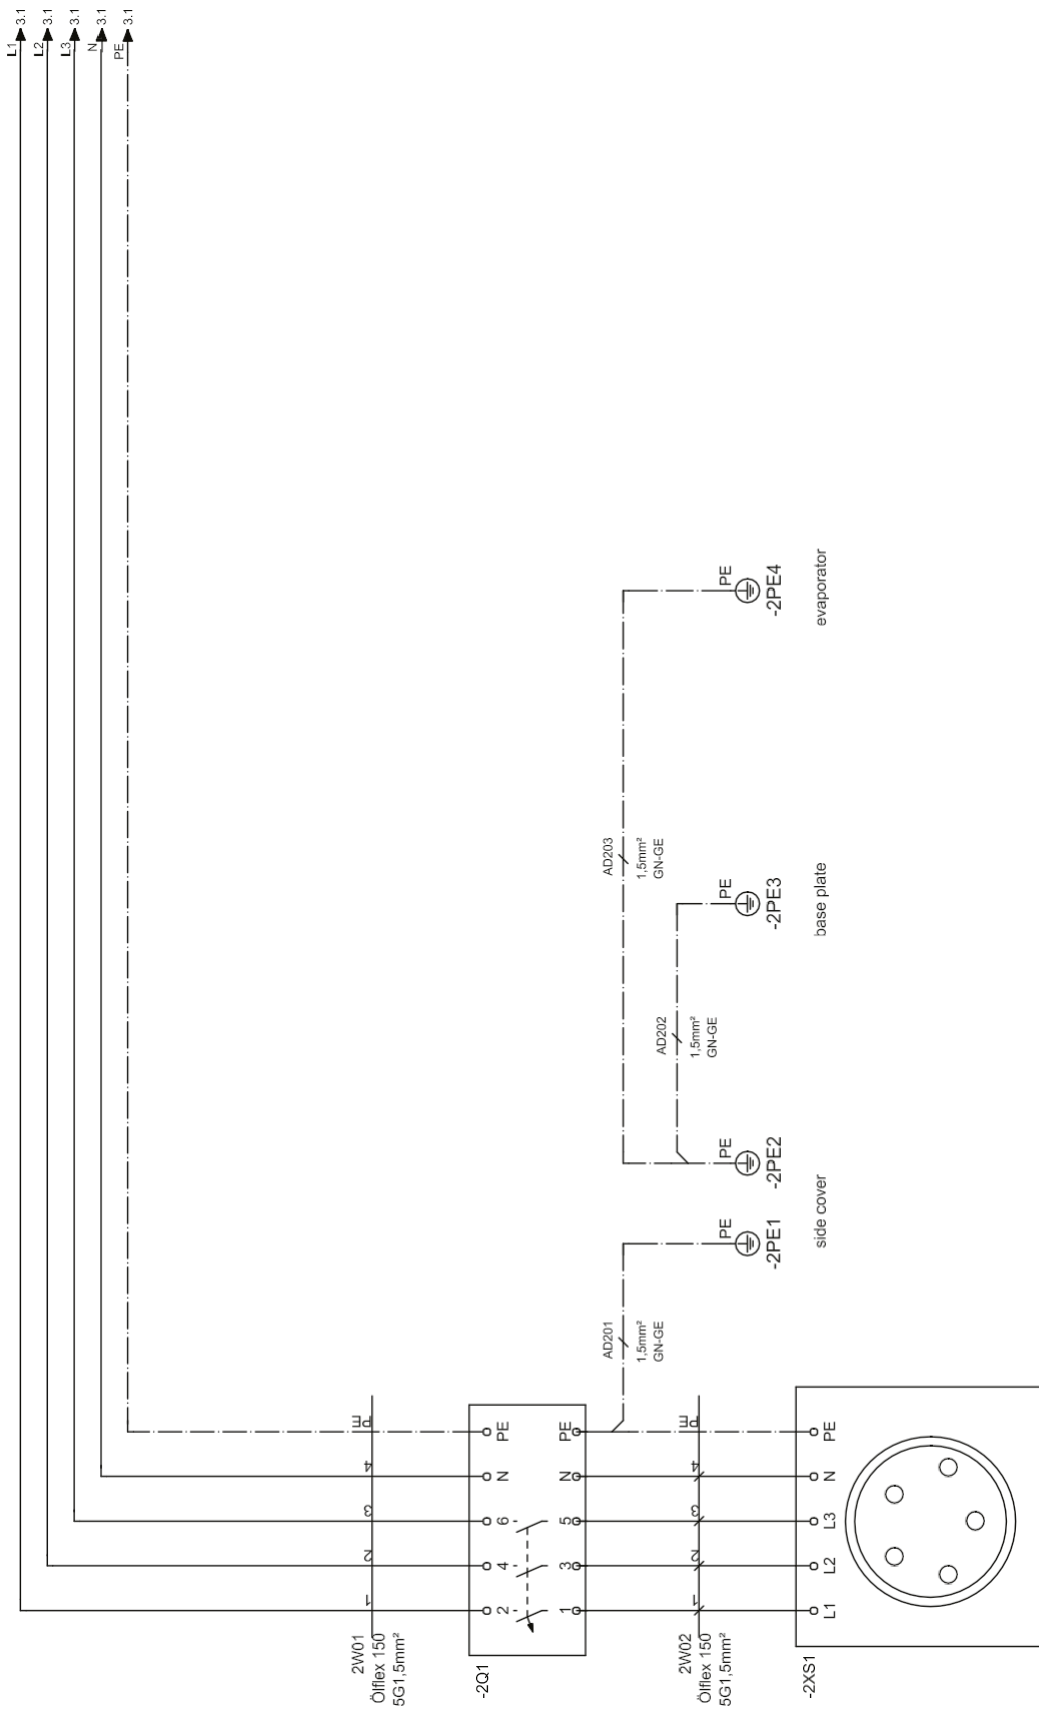 L1 3.1
L2 3.1
L3 3.1
N 3.1
PE 3.1
2W01
Ölflex 150
5G1,5mm²
1
2
3
4
PE
-2Q1
2
4
6
N
PE
1
3
5
N
PE
AD201
1,5mm²
GN-GE
AD202
1,5mm²
GN-GE
AD203
1,5mm²
GN-GE
2W02
Ölflex 150
5G1,5mm²
1
2
3
4
PE
PE
-2PE1
PE
-2PE2
side cover
PE
-2PE3
base plate
PE
-2PE4
evaporator
-2XS1
L1
L2
L3
N
PE